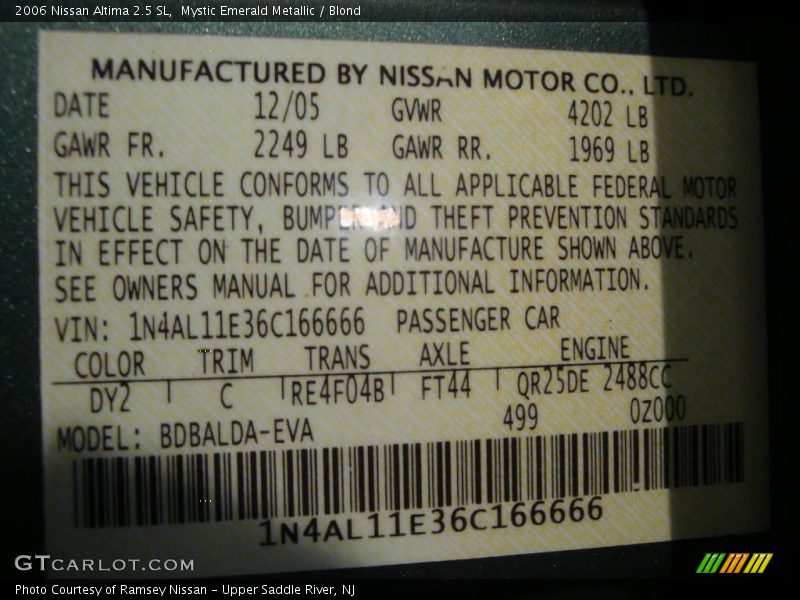 2006 Nissan Altima 2.5 SL, Mystic Emerald Metallic / Blond
MANUFACTURED BY NISSAN MOTOR CO., LTD.
DATE 12/05 GVWR 4202 LB
GAWR FR. 2249 LB GAWR RR. 1969 LB
THIS VEHICLE CONFORMS TO ALL APPLICABLE FEDERAL MOTOR
VEHICLE SAFETY, BUMPER AND THEFT PREVENTION STANDARDS
IN EFFECT ON THE DATE OF MANUFACTURE SHOWN ABOVE.
SEE OWNERS MANUAL FOR ADDITIONAL INFORMATION.
VIN: 1N4AL11E36C166666 PASSENGER CAR
COLOR TRIM TRANS AXLE ENGINE
DY2 C RE4F04B FT44 QR25DE 2488CC
499 0Z000
MODEL: BDBALDA-EVA
1N4AL11E36C166666
GTCARLOT.COM
Photo Courtesy of Ramsey Nissan - Upper Saddle River, NJ